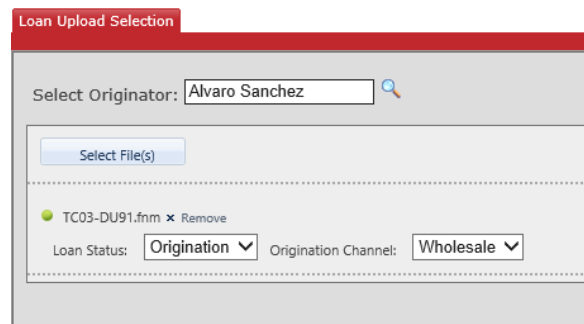 Loan Upload Selection
Select Originator: Alvaro Sanchez
Select File(s)
TC03-DU91.fnm × Remove
Loan Status: Origination Origination Channel: Wholesale